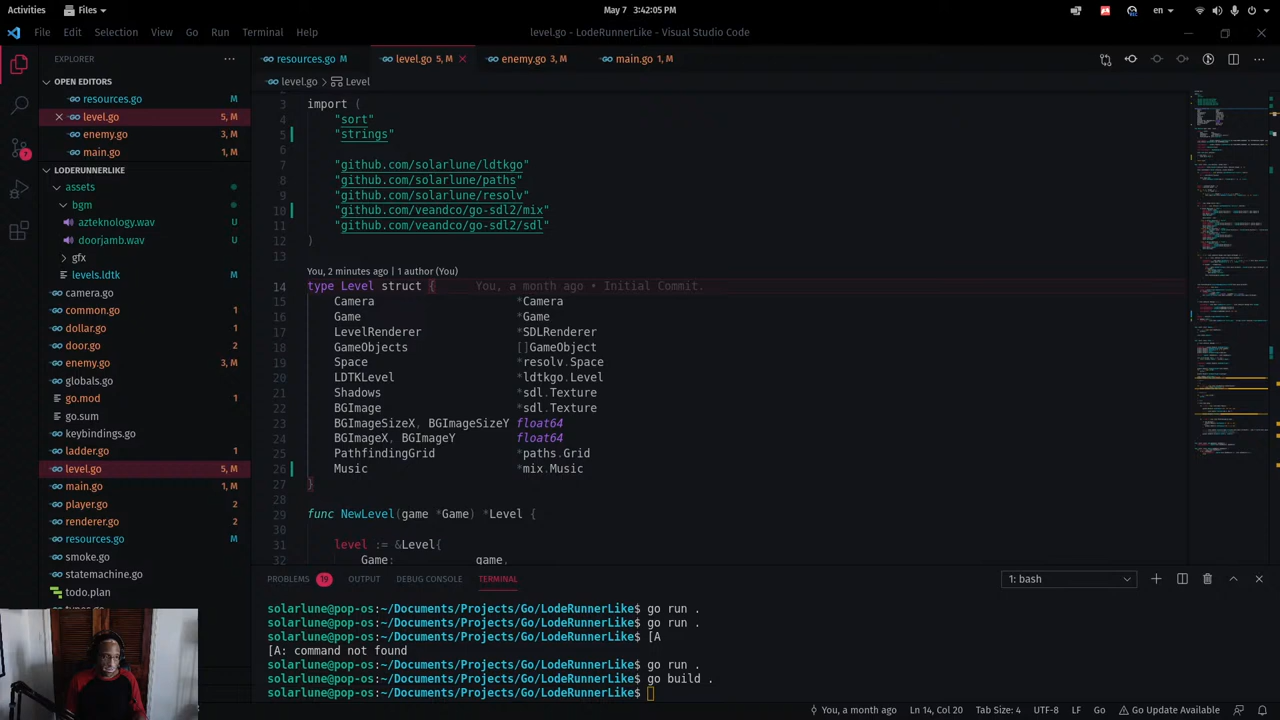 Activities Files May 7 3:42:05 PM en
File Edit Selection View Go Run Terminal Help level.go - LodeRunnerLike - Visual Studio Code
EXPLORER
resources.go M level.go 5, M enemy.go 3, M main.go 1, M
OPEN EDITORS
resources.go M
level.go 5, M
enemy.go 3, M
main.go 1, M
LODERUNNERLIKE
assets
bgm
azteknology.wav U
doorjamb.wav U
gfx
levels.ldtk M
camera.go
common.go 1
dollar.go 1
door.go 2
enemy.go 3, M
globals.go
go.mod 1
go.sum
keybindings.go
ladder.go 1
level.go 5, M
main.go 1, M
player.go 2
renderer.go 1
resources.go M
smoke.go
statemachine.go
todo.plan
7
level.go > Level
3 import (
4 "sort"
5 "strings"
6
7 "github.com/solarlune/ldtkgo"
8 "github.com/solarlune/paths"
9 "github.com/solarlune/resolv"
10 "github.com/veandco/go-sdl2/mix"
11 "github.com/veandco/go-sdl2/sdl"
12 )
13
You, 2 minutes ago | 1 author (You)
14 type Level struct { You, a month ago • Initial Commit.
15 Camera *Camera
16 Game *Game
17 LevelRenderer *SDLRenderer
18 GameObjects []GameObject
19 Space *resolv.Space
20 LDTKLevel *ldtkgo.Level
21 Shadows *sdl.Texture
22 BGImage *sdl.Texture
23 BGImageSizeX, BGImageSizeY float64
24 BGImageX, BGImageY float64
25 PathfindingGrid *paths.Grid
26 Music *mix.Music
27 }
28
29 func NewLevel(game *Game) *Level {
30
31 level := &Level{
32 Game: game,
PROBLEMS 19 OUTPUT DEBUG CONSOLE TERMINAL 1: bash
solarlune@pop-os:~/Documents/Projects/Go/LodeRunnerLike$ go run .
solarlune@pop-os:~/Documents/Projects/Go/LodeRunnerLike$ go run .
solarlune@pop-os:~/Documents/Projects/Go/LodeRunnerLike$ [A
[A: command not found
solarlune@pop-os:~/Documents/Projects/Go/LodeRunnerLike$ go run .
solarlune@pop-os:~/Documents/Projects/Go/LodeRunnerLike$ go build .
solarlune@pop-os:~/Documents/Projects/Go/LodeRunnerLike$
You, a month ago Ln 14, Col 20 Tab Size: 4 UTF-8 LF Go Go Update Available